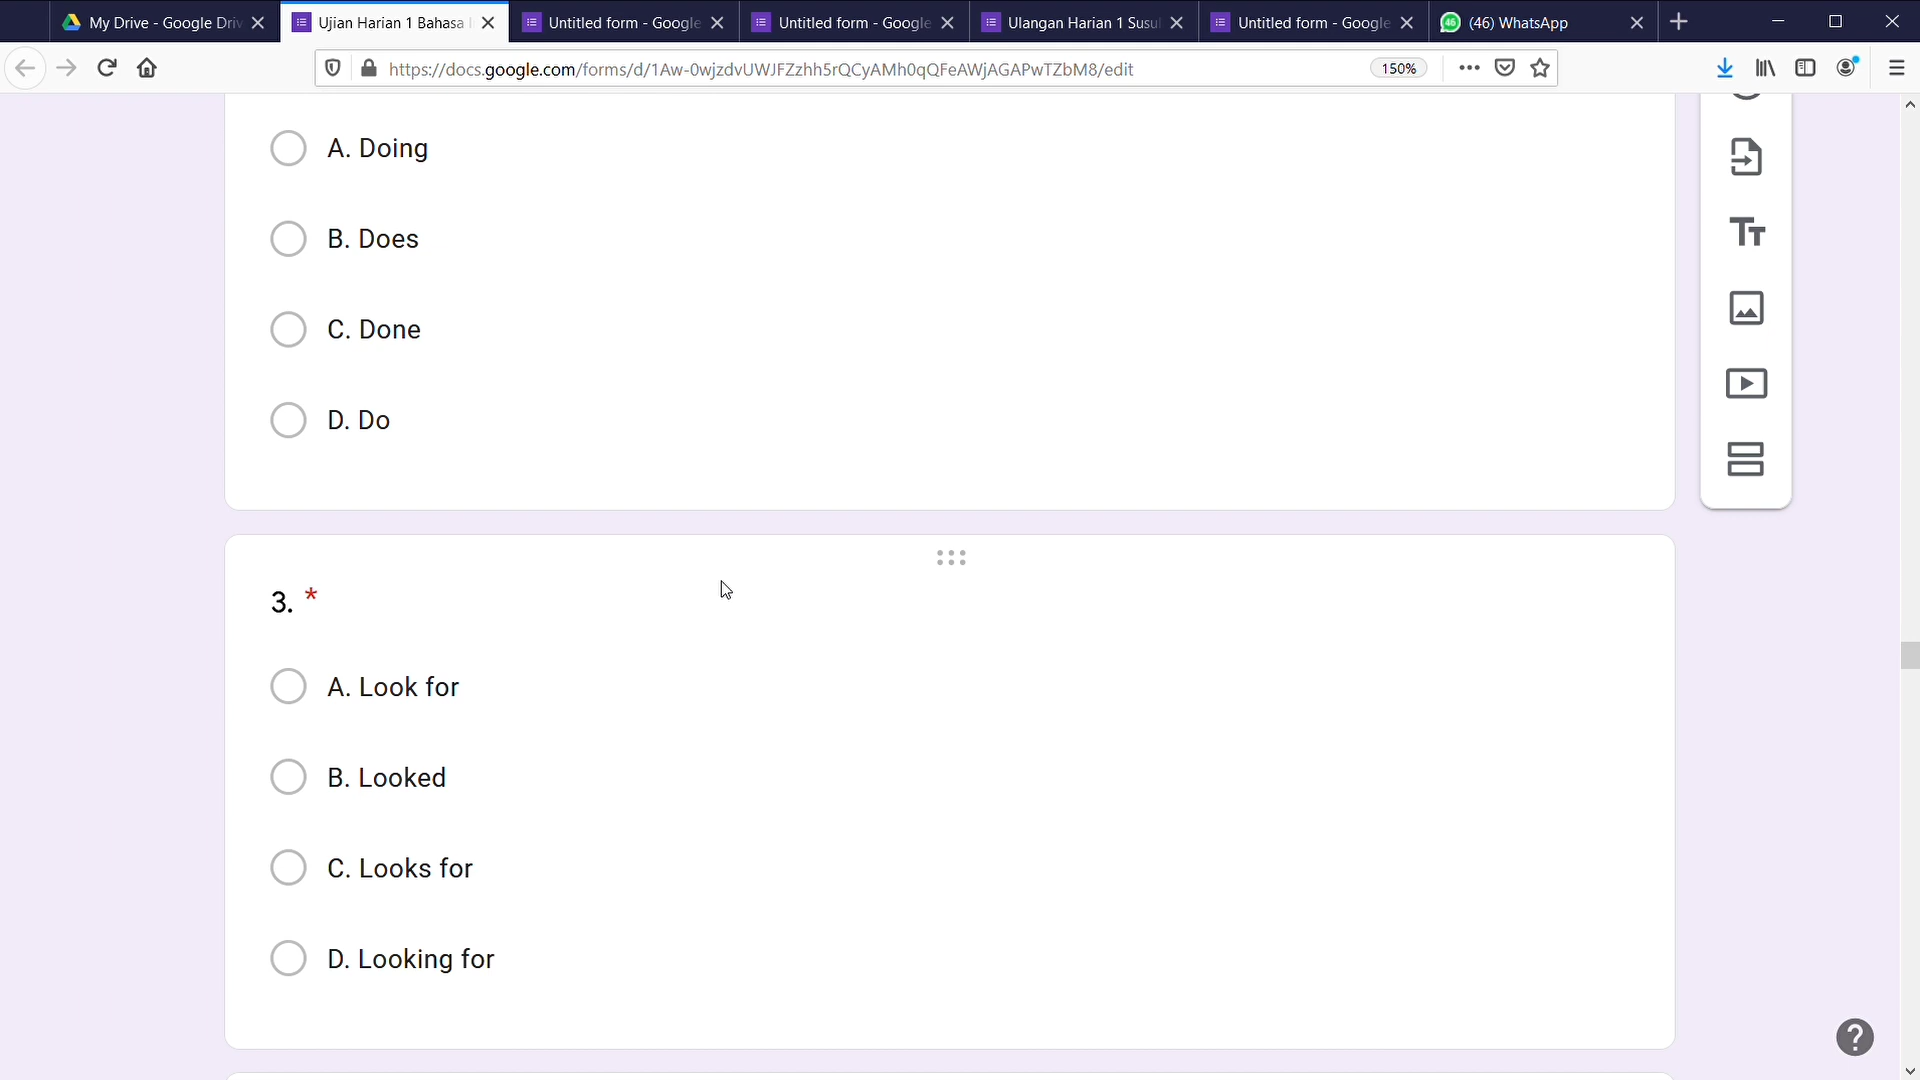 My Drive - Google Driv
Ujian Harian 1 Bahasa I
Untitled form - Google
Untitled form - Google
Ulangan Harian 1 Susul
Untitled form - Google
46
(46) WhatsApp
https://docs.google.com/forms/d/1Aw-0wjzdvUWJFZzhh5rQCyAMh0qQFeAWjAGAPwTZbM8/edit
150%
A. Doing
B. Does
C. Done
D. Do
Tт
3. *
A. Look for
B. Looked
C. Looks for
D. Looking for
?